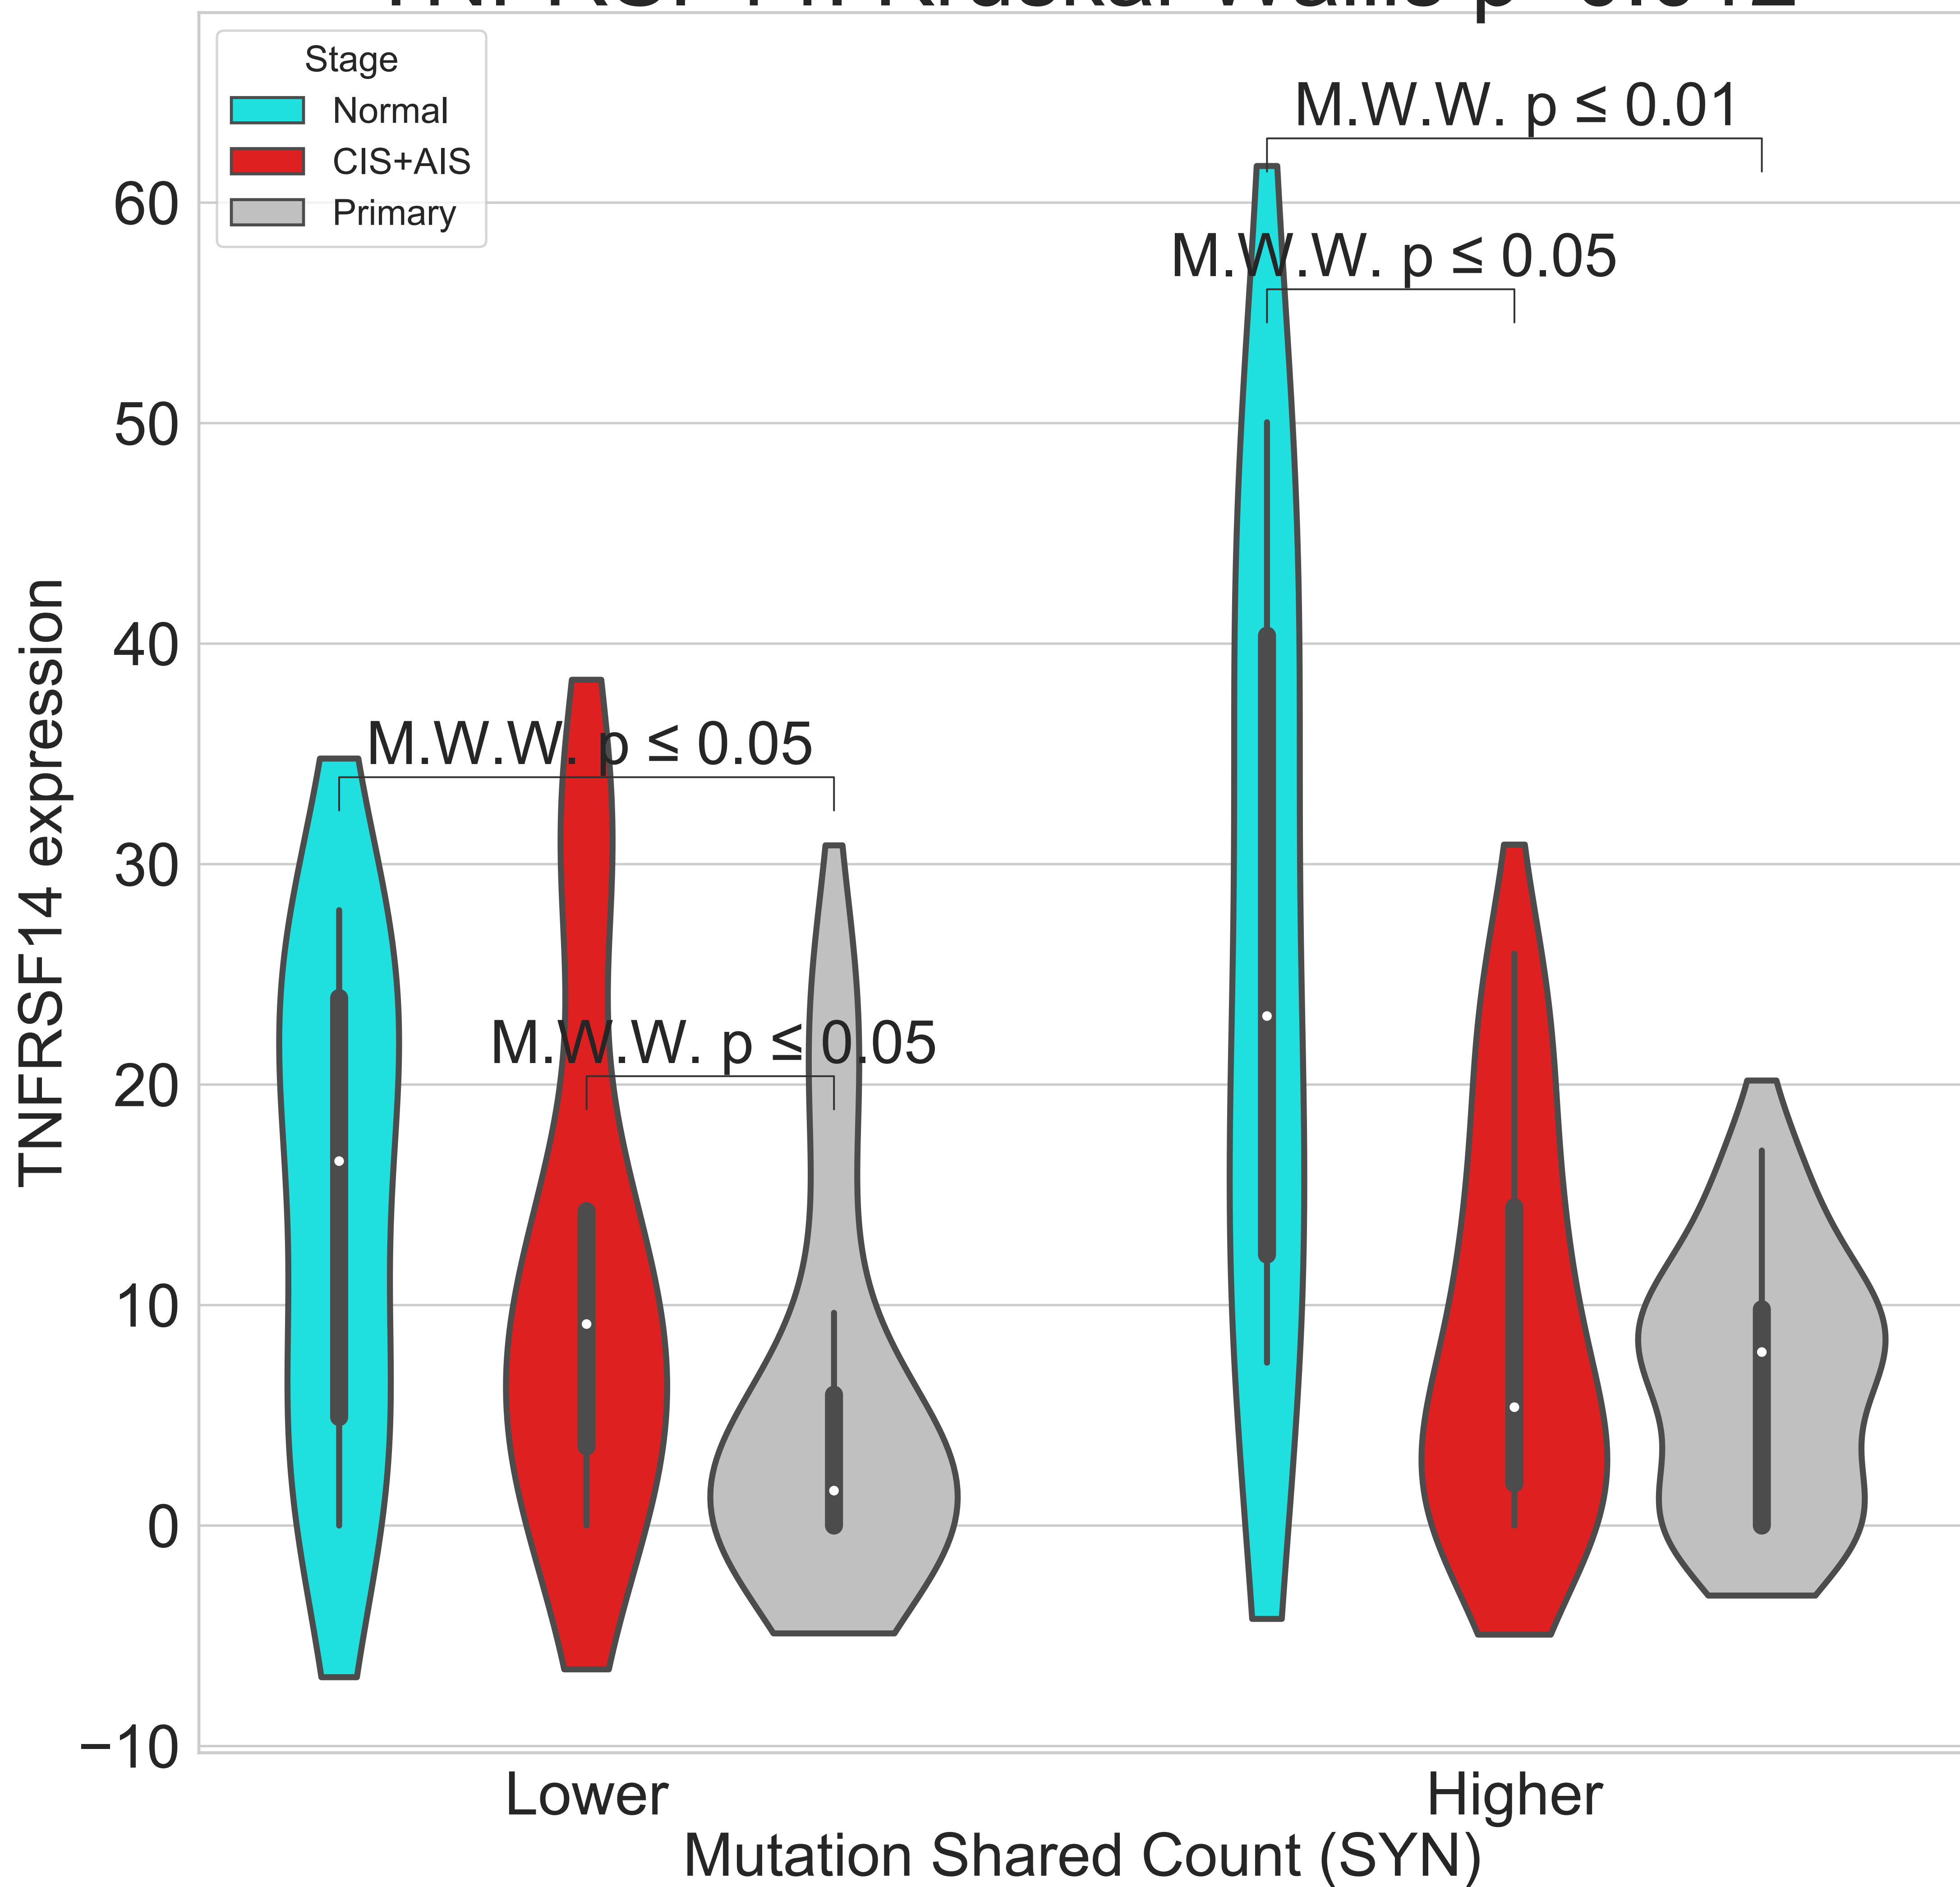 Stage
Normal
CIS+AIS
Primary
M.W.W. p ≤ 0.01
M.W.W. p ≤ 0.05
M.W.W. p ≤ 0.05
M.W.W. p ≤ 0.05
60
50
40
30
20
10
0
−10
TNFRSF14 expression
Lower
Higher
Mutation Shared Count (SYN)